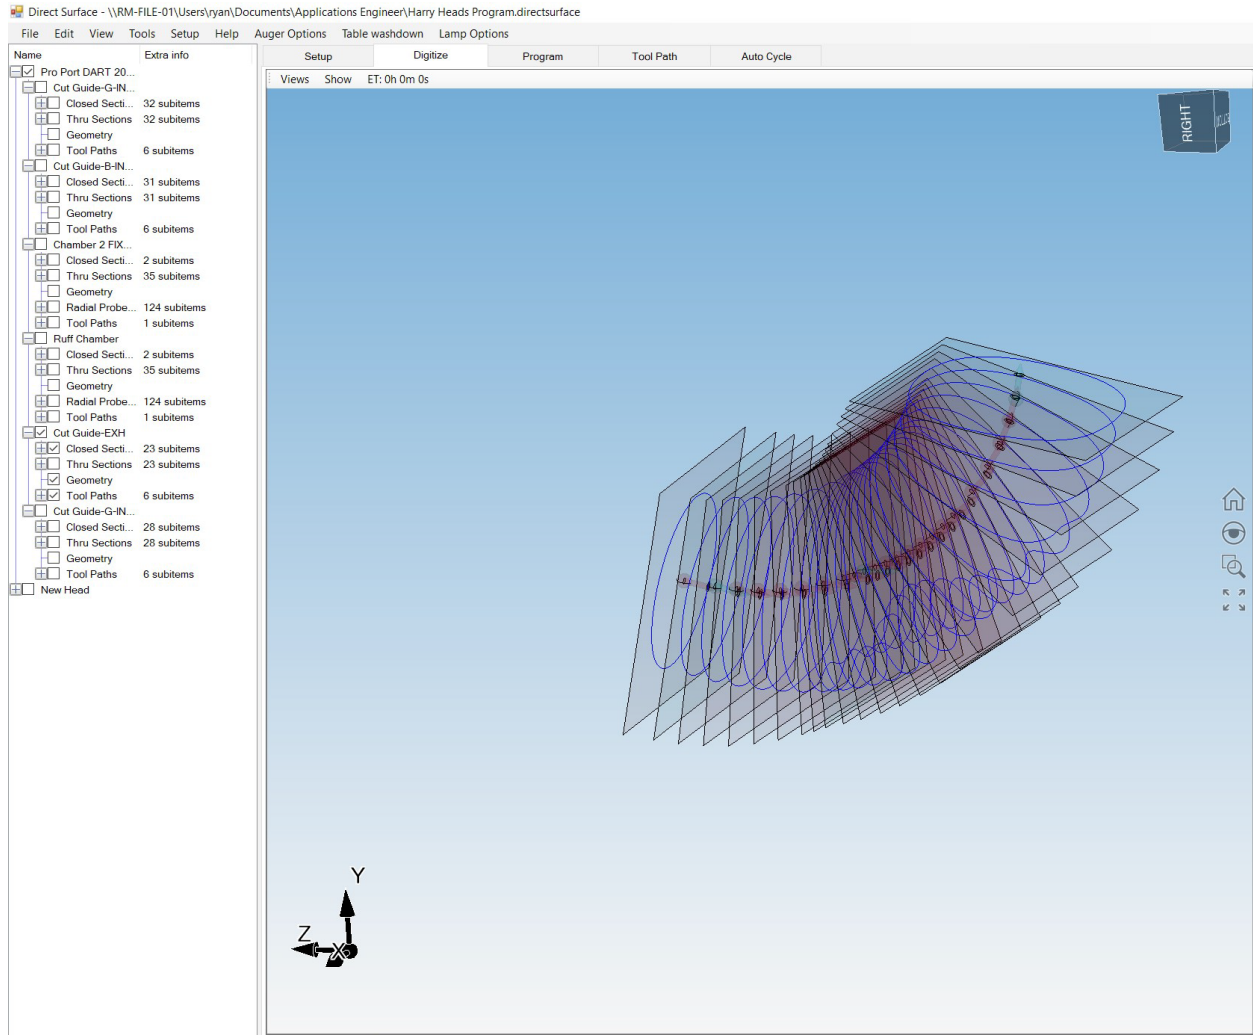 Direct Surface - \\RM-FILE-01\Users\ryan\Documents\Applications Engineer\Harry Heads Program.directsurface
File Edit View Tools Setup Help Auger Options Table washdown Lamp Options
Name Extra info
Setup Digitize Program Tool Path Auto Cycle
Views Show ET: 0h 0m 0s
Pro Port DART 20...
Cut Guide-G-IN...
Closed Secti... 32 subitems
Thru Sections 32 subitems
Geometry
Tool Paths 6 subitems
Cut Guide-B-IN...
Closed Secti... 31 subitems
Thru Sections 31 subitems
Geometry
Tool Paths 6 subitems
Chamber 2 FIX...
Closed Secti... 2 subitems
Thru Sections 35 subitems
Geometry
Radial Probe... 124 subitems
Tool Paths 1 subitems
Ruff Chamber
Closed Secti... 2 subitems
Thru Sections 35 subitems
Geometry
Radial Probe... 124 subitems
Tool Paths 1 subitems
Cut Guide-EXH
Closed Secti... 23 subitems
Thru Sections 23 subitems
Geometry
Tool Paths 6 subitems
Cut Guide-G-IN...
Closed Secti... 28 subitems
Thru Sections 28 subitems
Geometry
Tool Paths 6 subitems
New Head
RIGHT
Y
Z
X